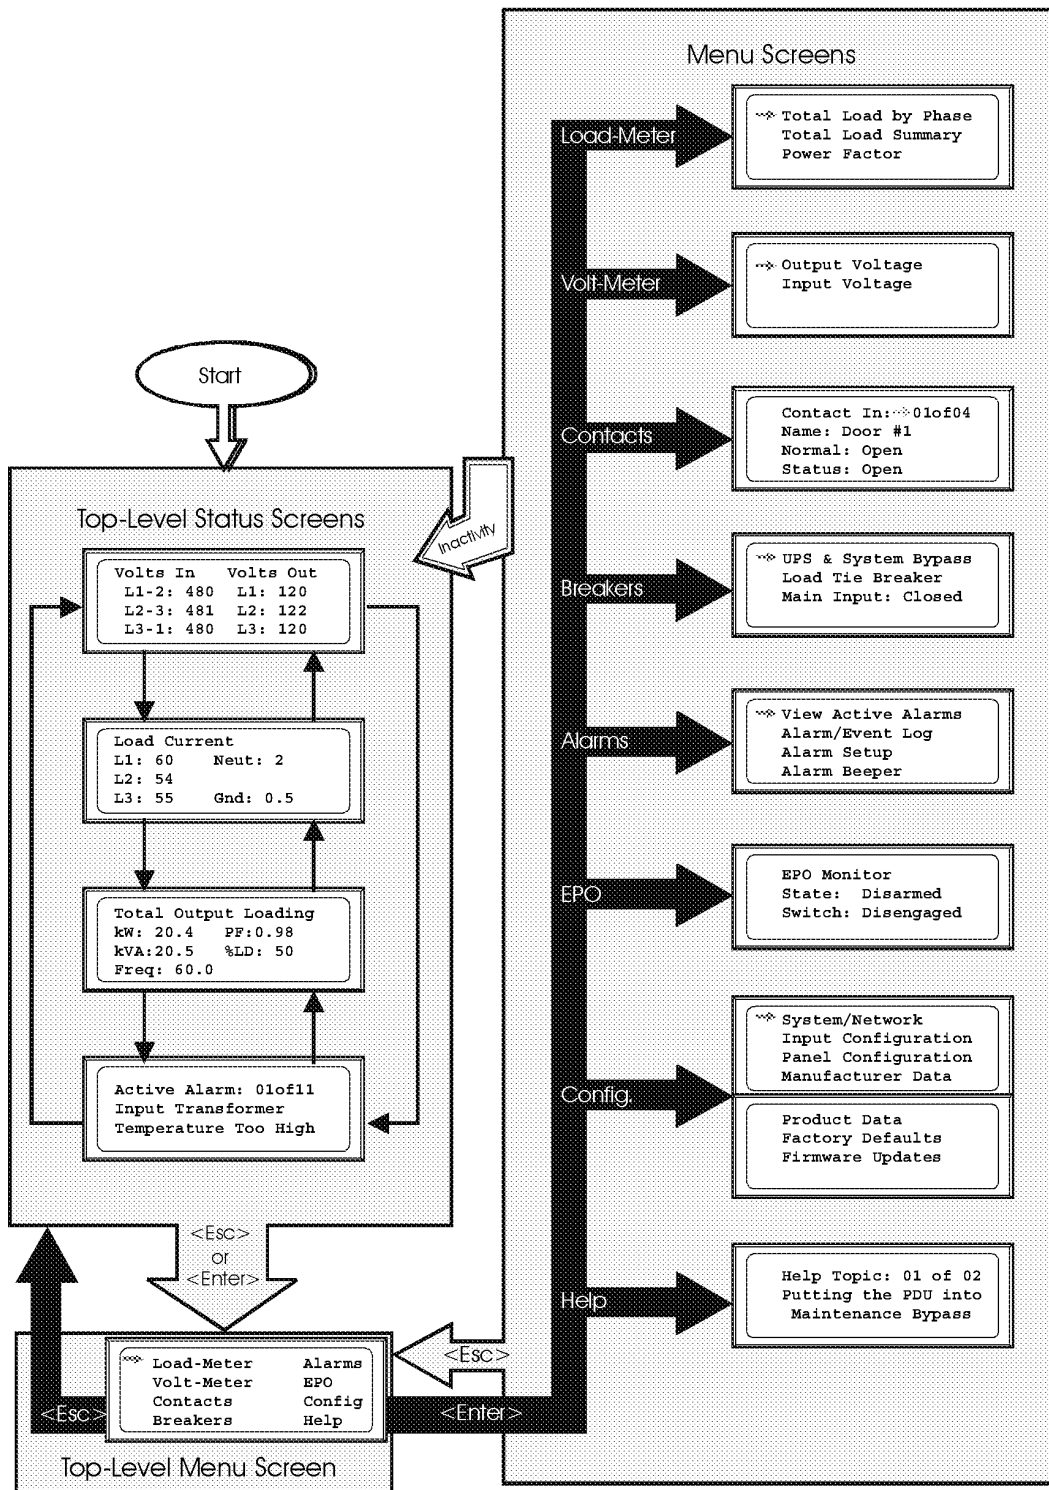 Start
Top-Level Status Screens
Volts In Volts Out
L1-2: 480 L1: 120
L2-3: 481 L2: 122
L3-1: 480 L3: 120
Load Current
L1: 60 Neut: 2
L2: 54
L3: 55 Gnd: 0.5
Total Output Loading
kW: 20.4 PF:0.98
kVA:20.5 %LD: 50
Freq: 60.0
Active Alarm: 01of11
Input Transformer
Temperature Too High
<Esc>
or
<Enter>
Load-Meter Alarms
Volt-Meter EPO
Contacts Config
Breakers Help
<Esc>
Top-Level Menu Screen
<Esc>
<Enter>
Inactivity
Menu Screens
Load-Meter
Total Load by Phase
Total Load Summary
Power Factor
Volt-Meter
Output Voltage
Input Voltage
Contacts
Contact In: 01of04
Name: Door #1
Normal: Open
Status: Open
Breakers
UPS & System Bypass
Load Tie Breaker
Main Input: Closed
Alarms
View Active Alarms
Alarm/Event Log
Alarm Setup
Alarm Beeper
EPO
EPO Monitor
State: Disarmed
Switch: Disengaged
Config.
System/Network
Input Configuration
Panel Configuration
Manufacturer Data
Product Data
Factory Defaults
Firmware Updates
Help
Help Topic: 01 of 02
Putting the PDU into
Maintenance Bypass